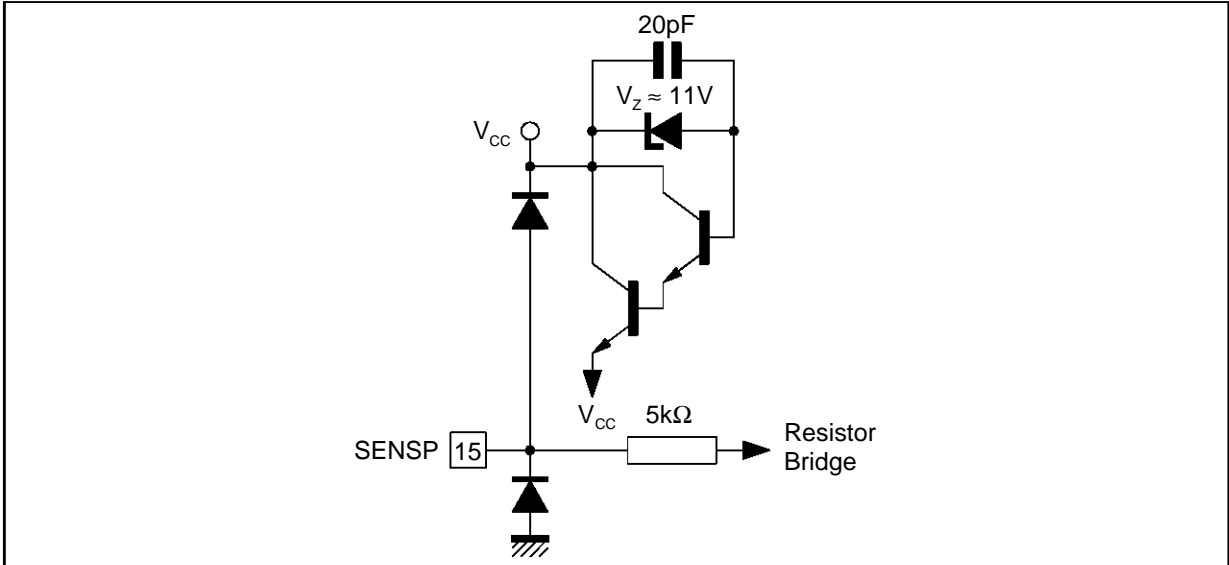 20pF
V_Z ≈ 11V
V_CC
V_CC
5kΩ
SENSP 15
Resistor
Bridge